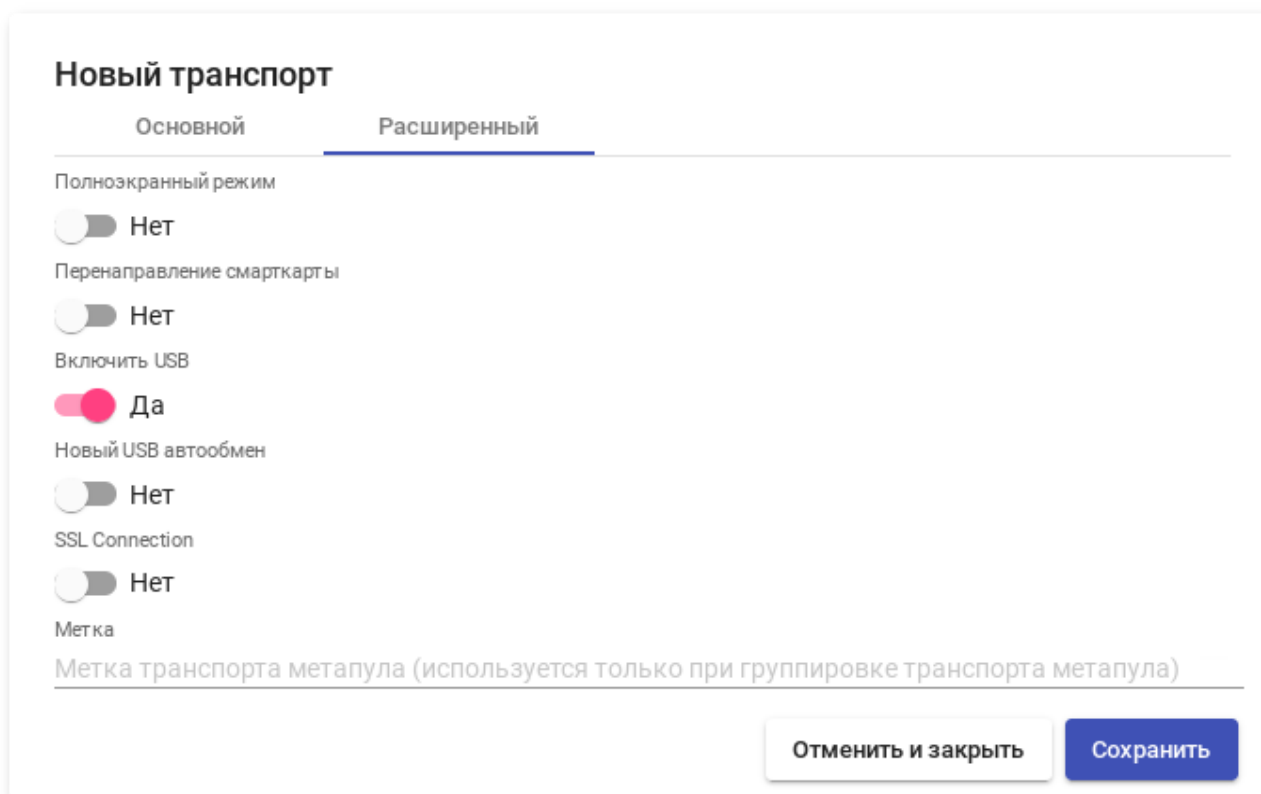 Новый транспорт
Основной Расширенный
Полноэкранный режим
Нет
Перенаправление смарткарты
Нет
Включить USB
Да
Новый USB автообмен
Нет
SSL Connection
Нет
Метка
Метка транспорта метапула (используется только при группировке транспорта метапула)
Отменить и закрыть Сохранить